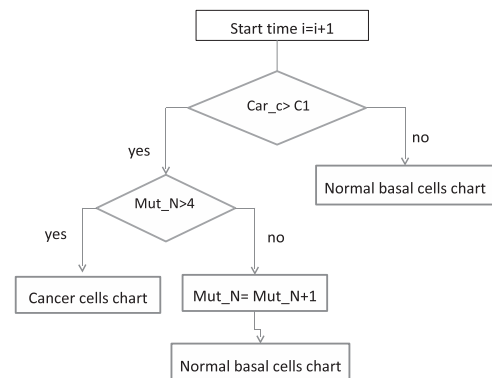 Start time i=i+1
Car_c> C1
yes
no
Normal basal cells chart
Mut_N>4
yes
no
Cancer cells chart
Mut_N= Mut_N+1
Normal basal cells chart